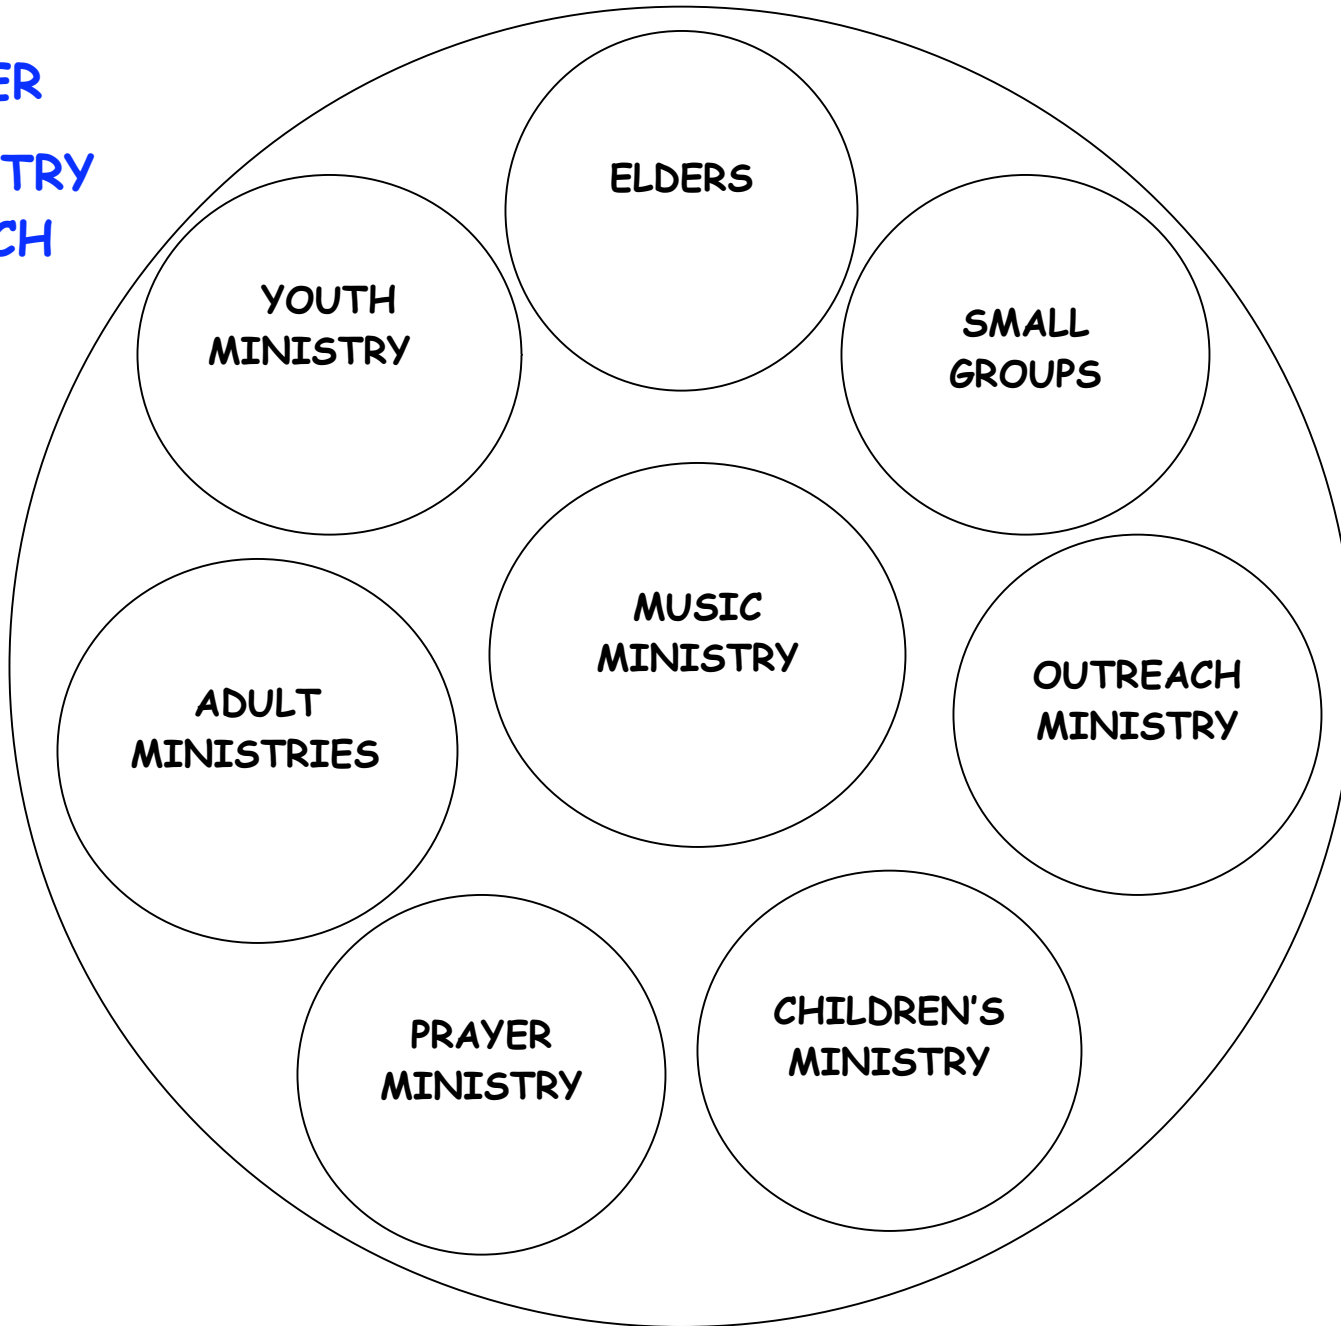 ER
TRY
CH
ELDERS
YOUTH
MINISTRY
SMALL
GROUPS
MUSIC
MINISTRY
ADULT
MINISTRIES
OUTREACH
MINISTRY
PRAYER
MINISTRY
CHILDREN'S
MINISTRY